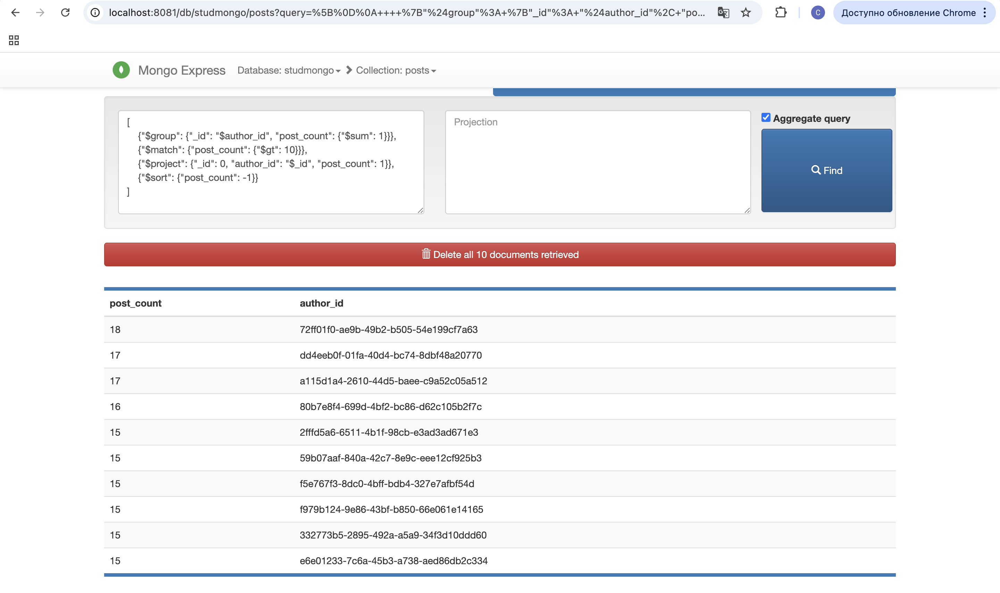 localhost:8081/db/studmongo/posts?query=%5B%0D%0A++++%7B"%24group"%3A+%7B"_id"%3A+"%24author_id"%2C+"po...
C
Доступно обновление Chrome
Mongo Express Database: studmongo Collection: posts
[
{"$group": {"_id": "$author_id", "post_count": {"$sum": 1}}},
{"$match": {"post_count": {"$gt": 10}}},
{"$project": {"_id": 0, "author_id": "$_id", "post_count": 1}},
{"$sort": {"post_count": -1}}
]
Projection
Aggregate query
Find
Delete all 10 documents retrieved
post_count author_id
18 72ff01f0-ae9b-49b2-b505-54e199cf7a63
17 dd4eeb0f-01fa-40d4-bc74-8dbf48a20770
17 a115d1a4-2610-44d5-baee-c9a52c05a512
16 80b7e8f4-699d-4bf2-bc86-d62c105b2f7c
15 2fffd5a6-6511-4b1f-98cb-e3ad3ad671e3
15 59b07aaf-840a-42c7-8e9c-eee12cf925b3
15 f5e767f3-8dc0-4bff-bdb4-327e7afbf54d
15 f979b124-9e86-43bf-b850-66e061e14165
15 332773b5-2895-492a-a5a9-34f3d10ddd60
15 e6e01233-7c6a-45b3-a738-aed86db2c334